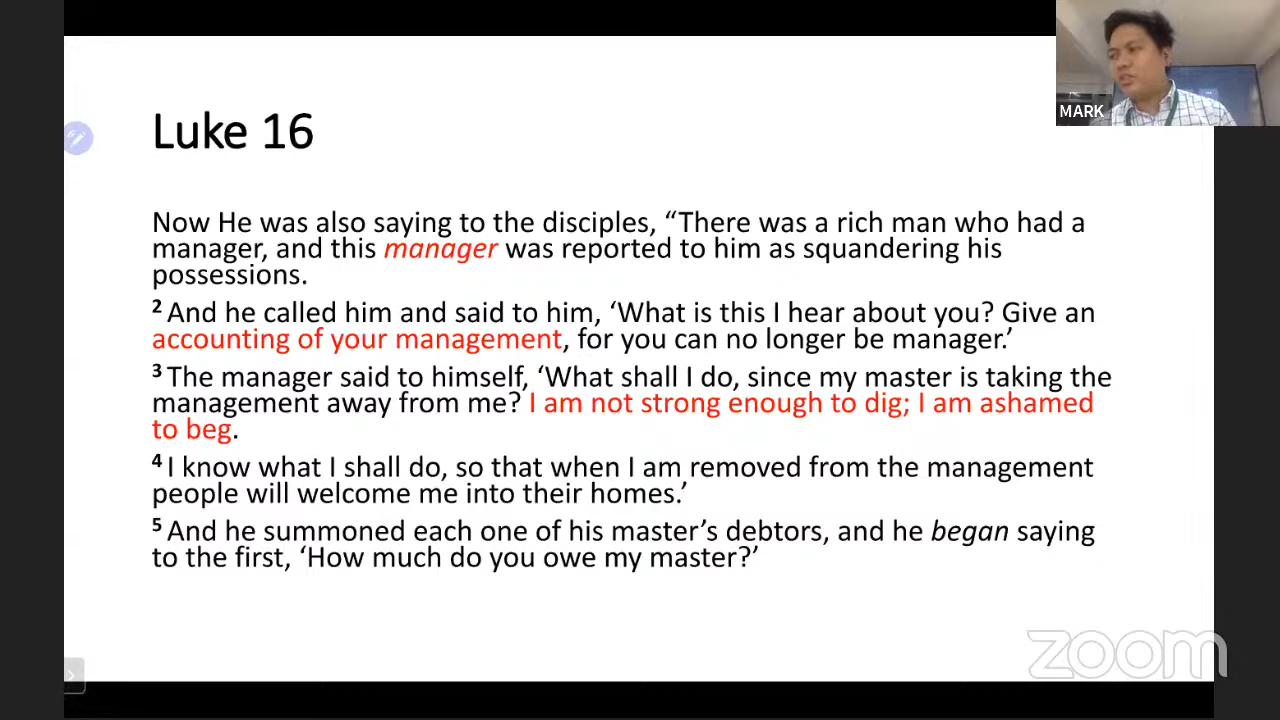 MARK
Luke 16
Now He was also saying to the disciples, “There was a rich man who had a
manager, and this manager was reported to him as squandering his
possessions.
2 And he called him and said to him, ‘What is this I hear about you? Give an
accounting of your management, for you can no longer be manager.’
3 The manager said to himself, ‘What shall I do, since my master is taking the
management away from me? I am not strong enough to dig; I am ashamed
to beg.
4 I know what I shall do, so that when I am removed from the management
people will welcome me into their homes.’
5 And he summoned each one of his master’s debtors, and he began saying
to the first, ‘How much do you owe my master?’
zoom